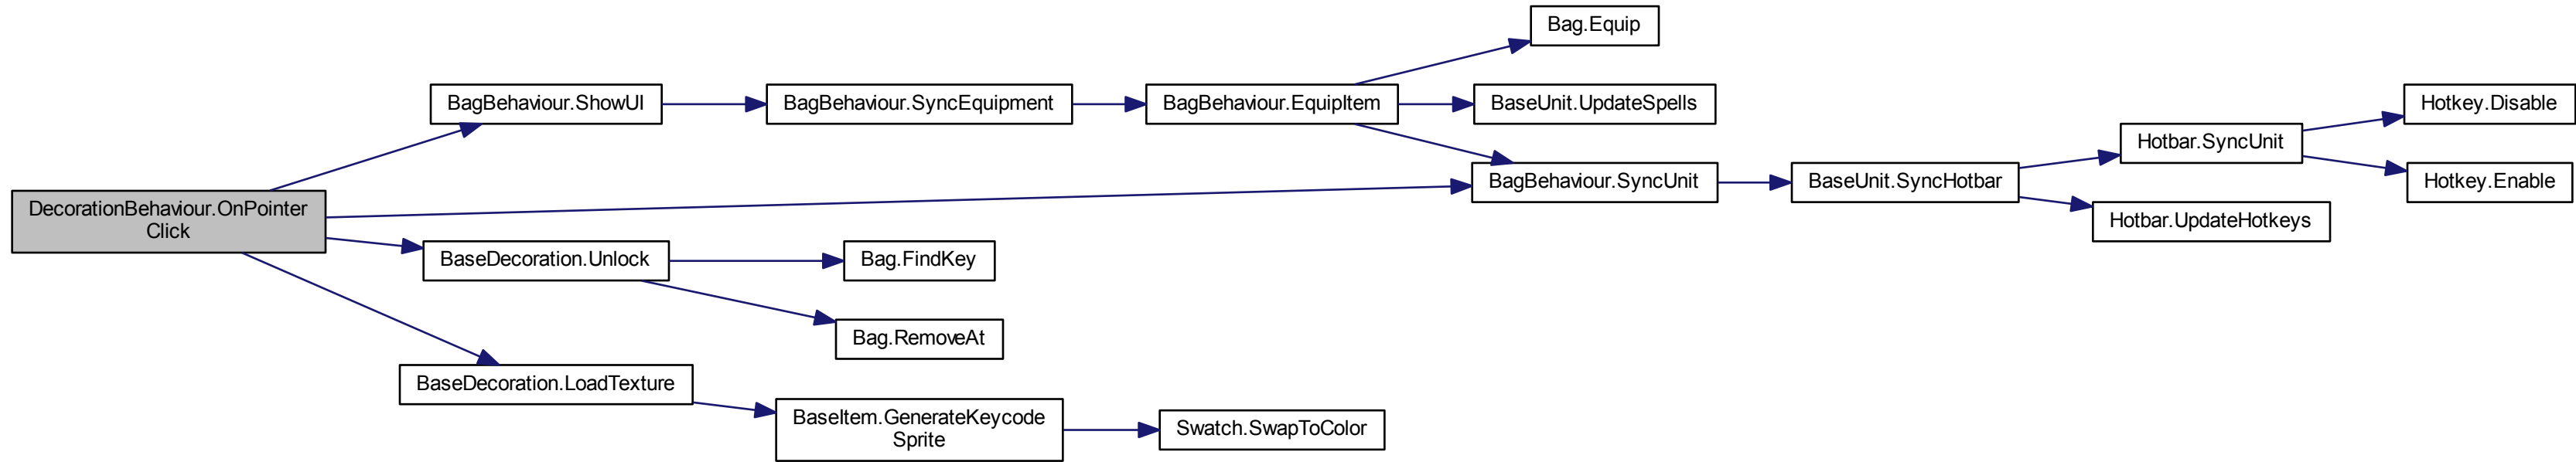 Bag.Equip
BagBehaviour.ShowUI
BagBehaviour.SyncEquipment
BagBehaviour.EquipItem
BaseUnit.UpdateSpells
Hotkey.Disable
Hotbar.SyncUnit
DecorationBehaviour.OnPointer
Click
BagBehaviour.SyncUnit
BaseUnit.SyncHotbar
Hotkey.Enable
Hotbar.UpdateHotkeys
BaseDecoration.Unlock
Bag.FindKey
Bag.RemoveAt
BaseDecoration.LoadTexture
BaseItem.GenerateKeycode
Sprite
Swatch.SwapToColor